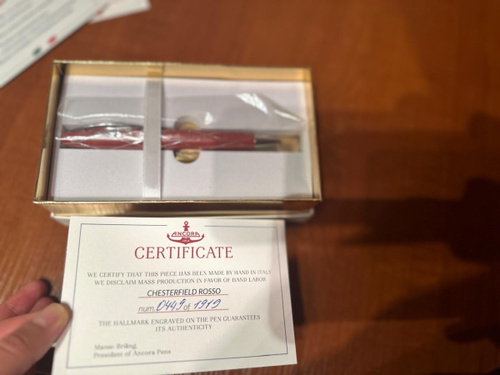 ANCORA
CERTIFICATE
WE CERTIFY THAT THIS PIECE HAS BEEN MADE BY HAND IN ITALY
WE DISCLAIM MASS PRODUCTION IN FAVOR OF HAND LABOR
CHESTERFIELD ROSSO
num. 0449 of 1919
THE HALLMARK ENGRAVED ON THE PEN GUARANTEES
ITS AUTHENTICITY
President of Ancora Pens